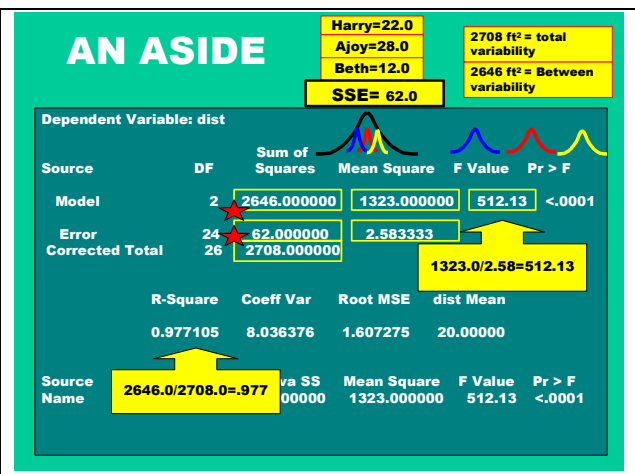 AN ASIDE
Harry=22.0
Ajoy=28.0
Beth=12.0
SSE= 62.0
2708 ft² = total
variability
2646 ft² = Between
variability
Dependent Variable: dist
Sum of
Source DF Squares Mean Square F Value Pr > F
Model 2 2646.000000 1323.000000 512.13 <.0001
Error 24 62.000000 2.583333
Corrected Total 26 2708.000000
1323.0/2.58=512.13
R-Square Coeff Var Root MSE dist Mean
0.977105 8.036376 1.607275 20.00000
Source va SS Mean Square F Value Pr > F
2646.0/2708.0=.977
Name 00000 1323.000000 512.13 <.0001